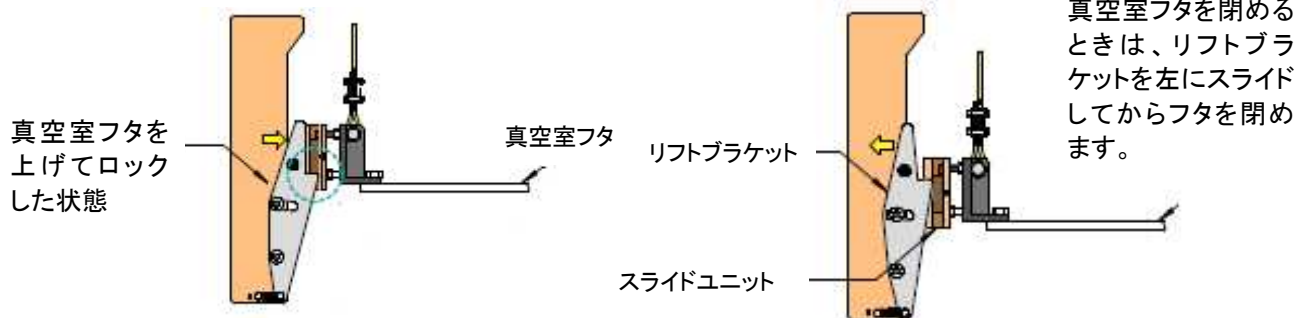 真空室フタを
上げてロック
した状態
真空室フタ
リフトブラケット
スライドユニット
真空室フタを閉める
ときは、リフトブラ
ケットを左にスライド
してからフタを閉め
ます。